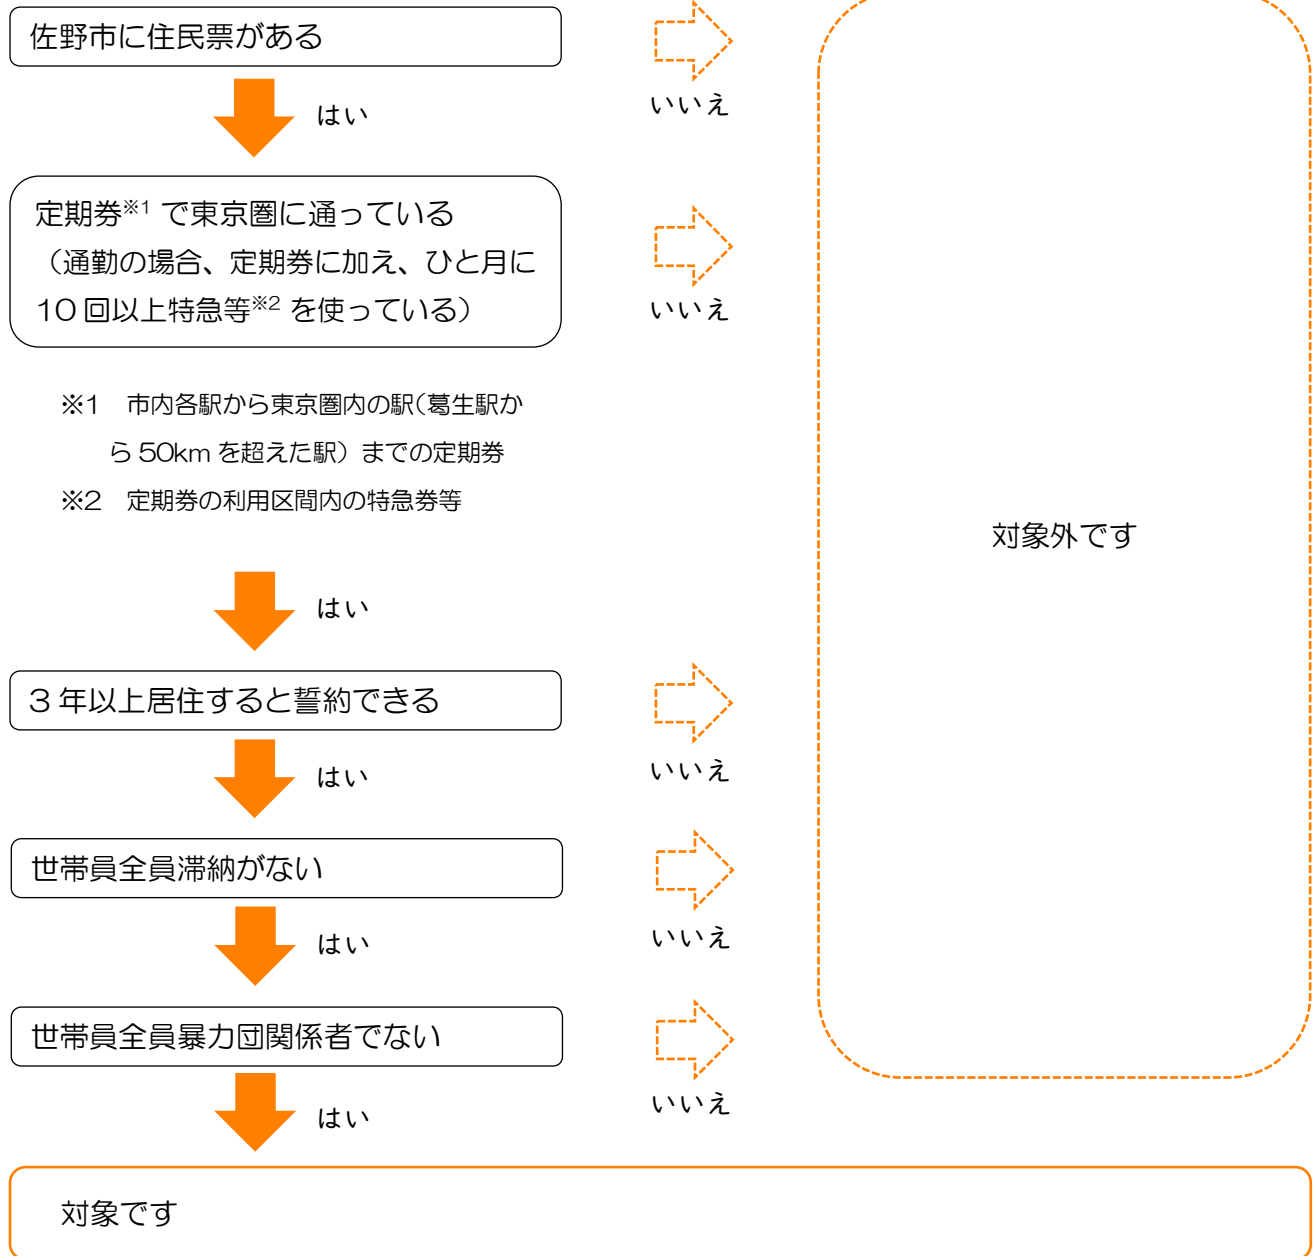 佐野市に住民票がある
いいえ
はい
定期券※1 で東京圏に通っている
（通勤の場合、定期券に加え、ひと月に
10 回以上特急等※2 を使っている）
いいえ
※1　市内各駅から東京圏内の駅（葛生駅か
ら 50km を超えた駅）までの定期券
※2　定期券の利用区間内の特急券等
対象外です
はい
3 年以上居住すると誓約できる
いいえ
はい
世帯員全員滞納がない
いいえ
はい
世帯員全員暴力団関係者でない
いいえ
はい
対象です